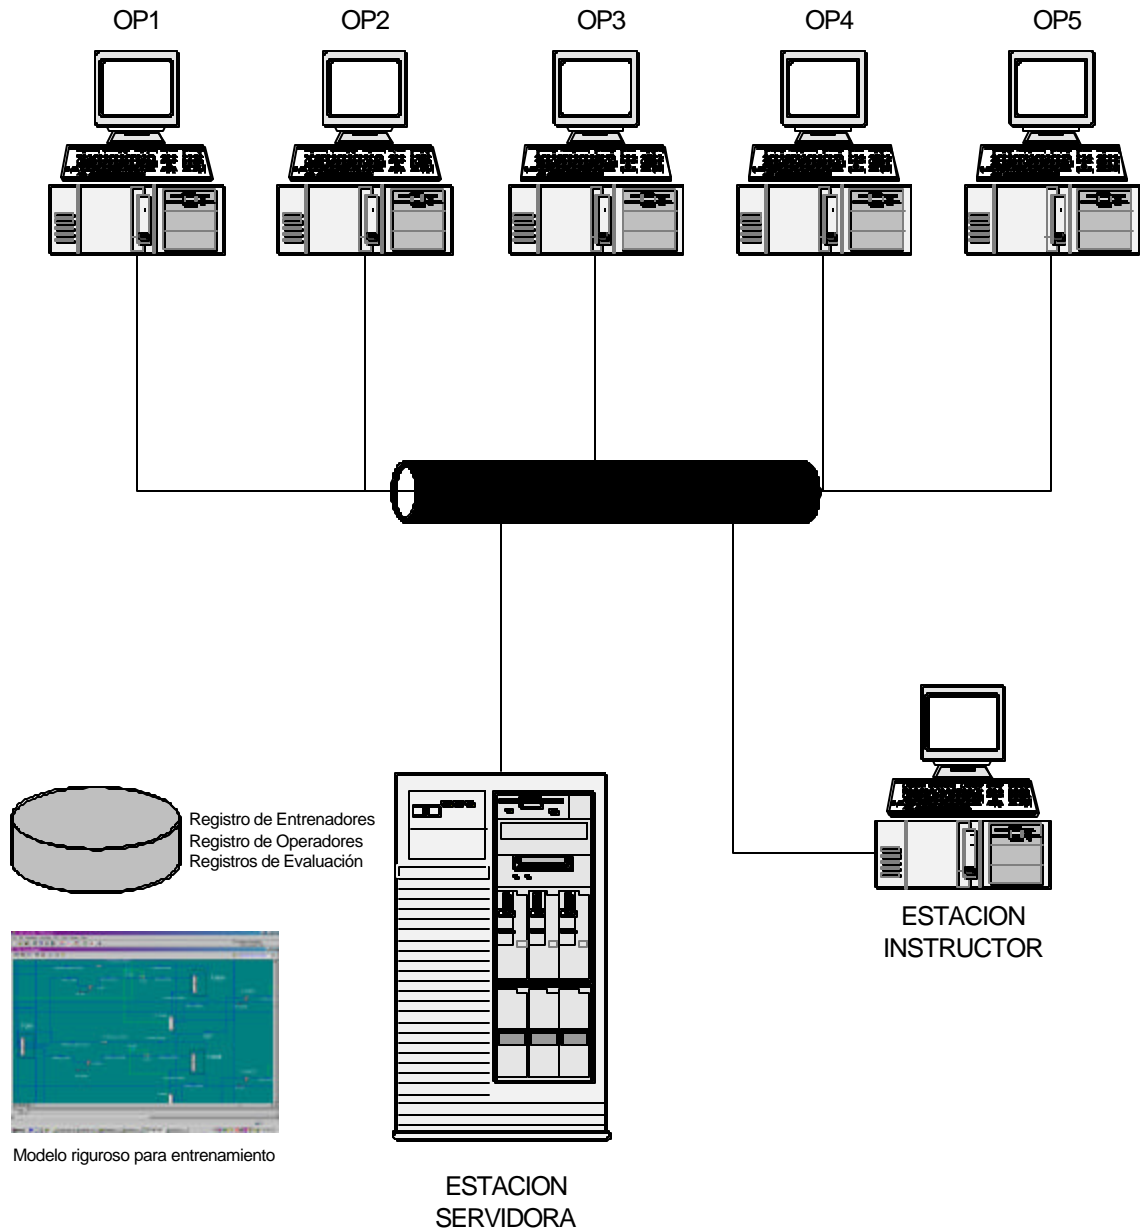 OP1
OP2
OP3
OP4
OP5
Registro de Entrenadores
Registro de Operadores
Registros de Evaluación
ESTACION
INSTRUCTOR
Modelo riguroso para entrenamiento
ESTACION
SERVIDORA